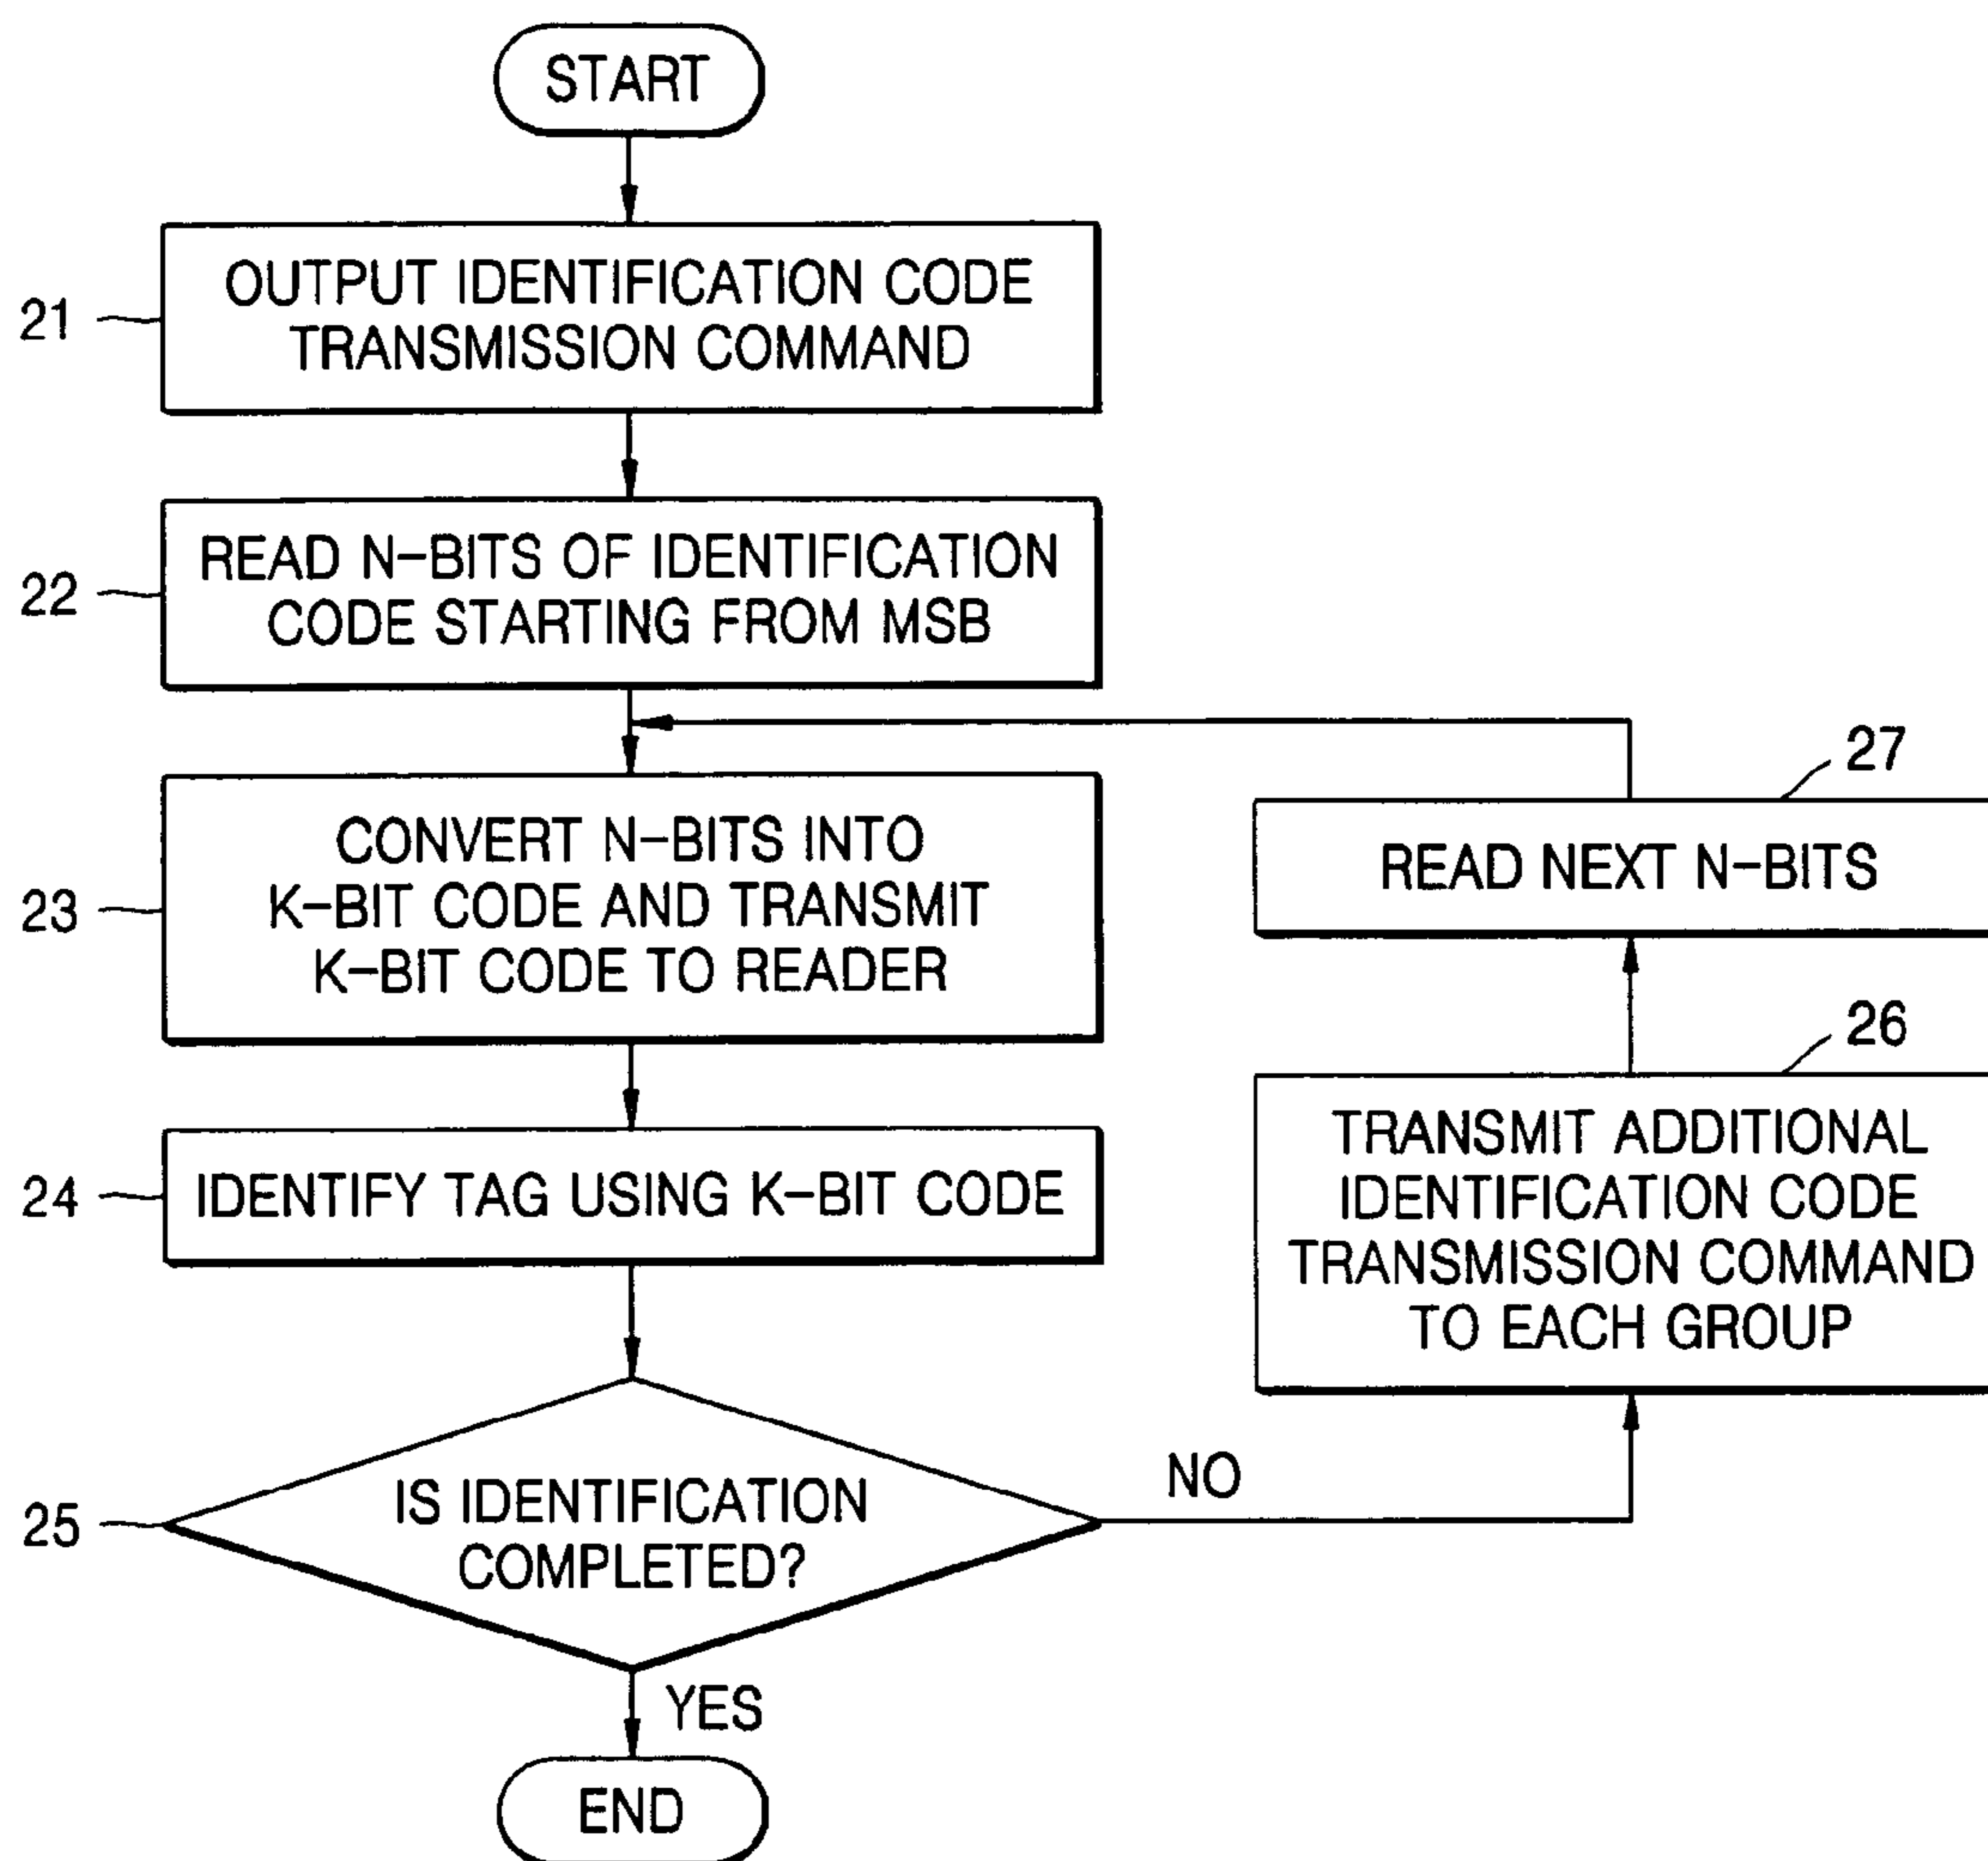 START
21
OUTPUT IDENTIFICATION CODE
TRANSMISSION COMMAND
22
READ N-BITS OF IDENTIFICATION
CODE STARTING FROM MSB
23
CONVERT N-BITS INTO
K-BIT CODE AND TRANSMIT
K-BIT CODE TO READER
27
READ NEXT N-BITS
24
IDENTIFY TAG USING K-BIT CODE
26
TRANSMIT ADDITIONAL
IDENTIFICATION CODE
TRANSMISSION COMMAND
TO EACH GROUP
25
IS IDENTIFICATION
COMPLETED?
NO
YES
END